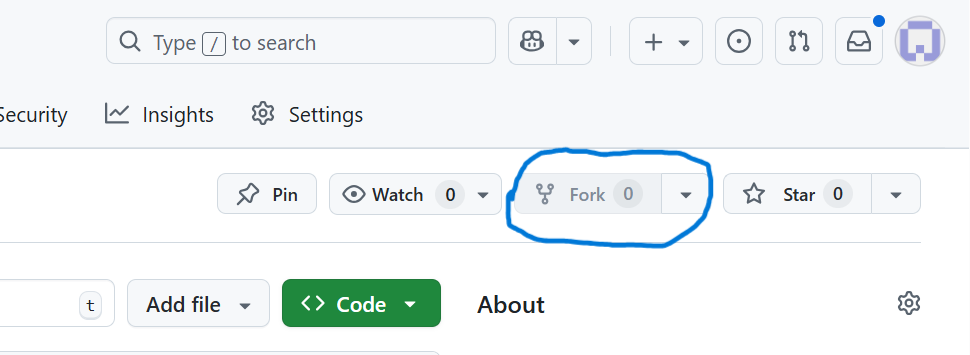 Type / to search
Security Insights Settings
Pin Watch 0 Fork 0 Star 0
t Add file Code About